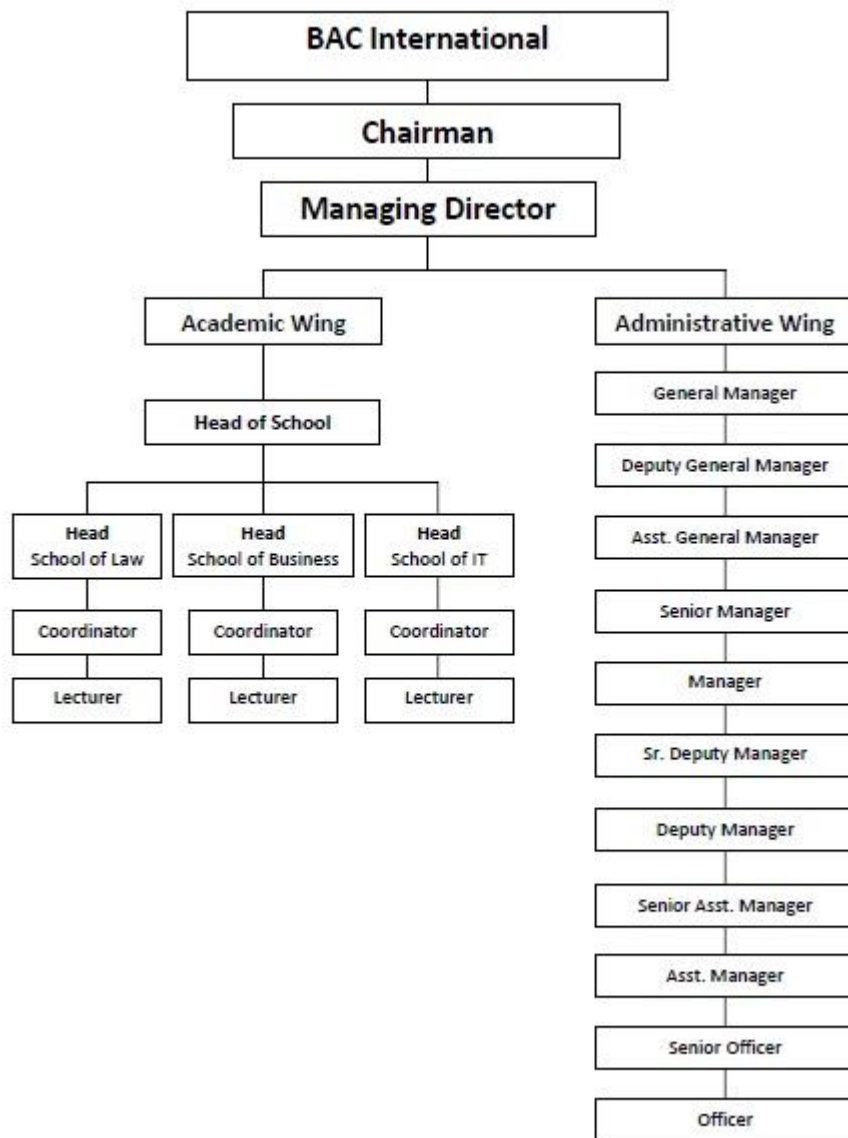 BAC International
Chairman
Managing Director
Academic Wing
Administrative Wing
Head of School
Head
School of Law
Head
School of Business
Head
School of IT
Coordinator
Coordinator
Coordinator
Lecturer
Lecturer
Lecturer
General Manager
Deputy General Manager
Asst. General Manager
Senior Manager
Manager
Sr. Deputy Manager
Deputy Manager
Senior Asst. Manager
Asst. Manager
Senior Officer
Officer